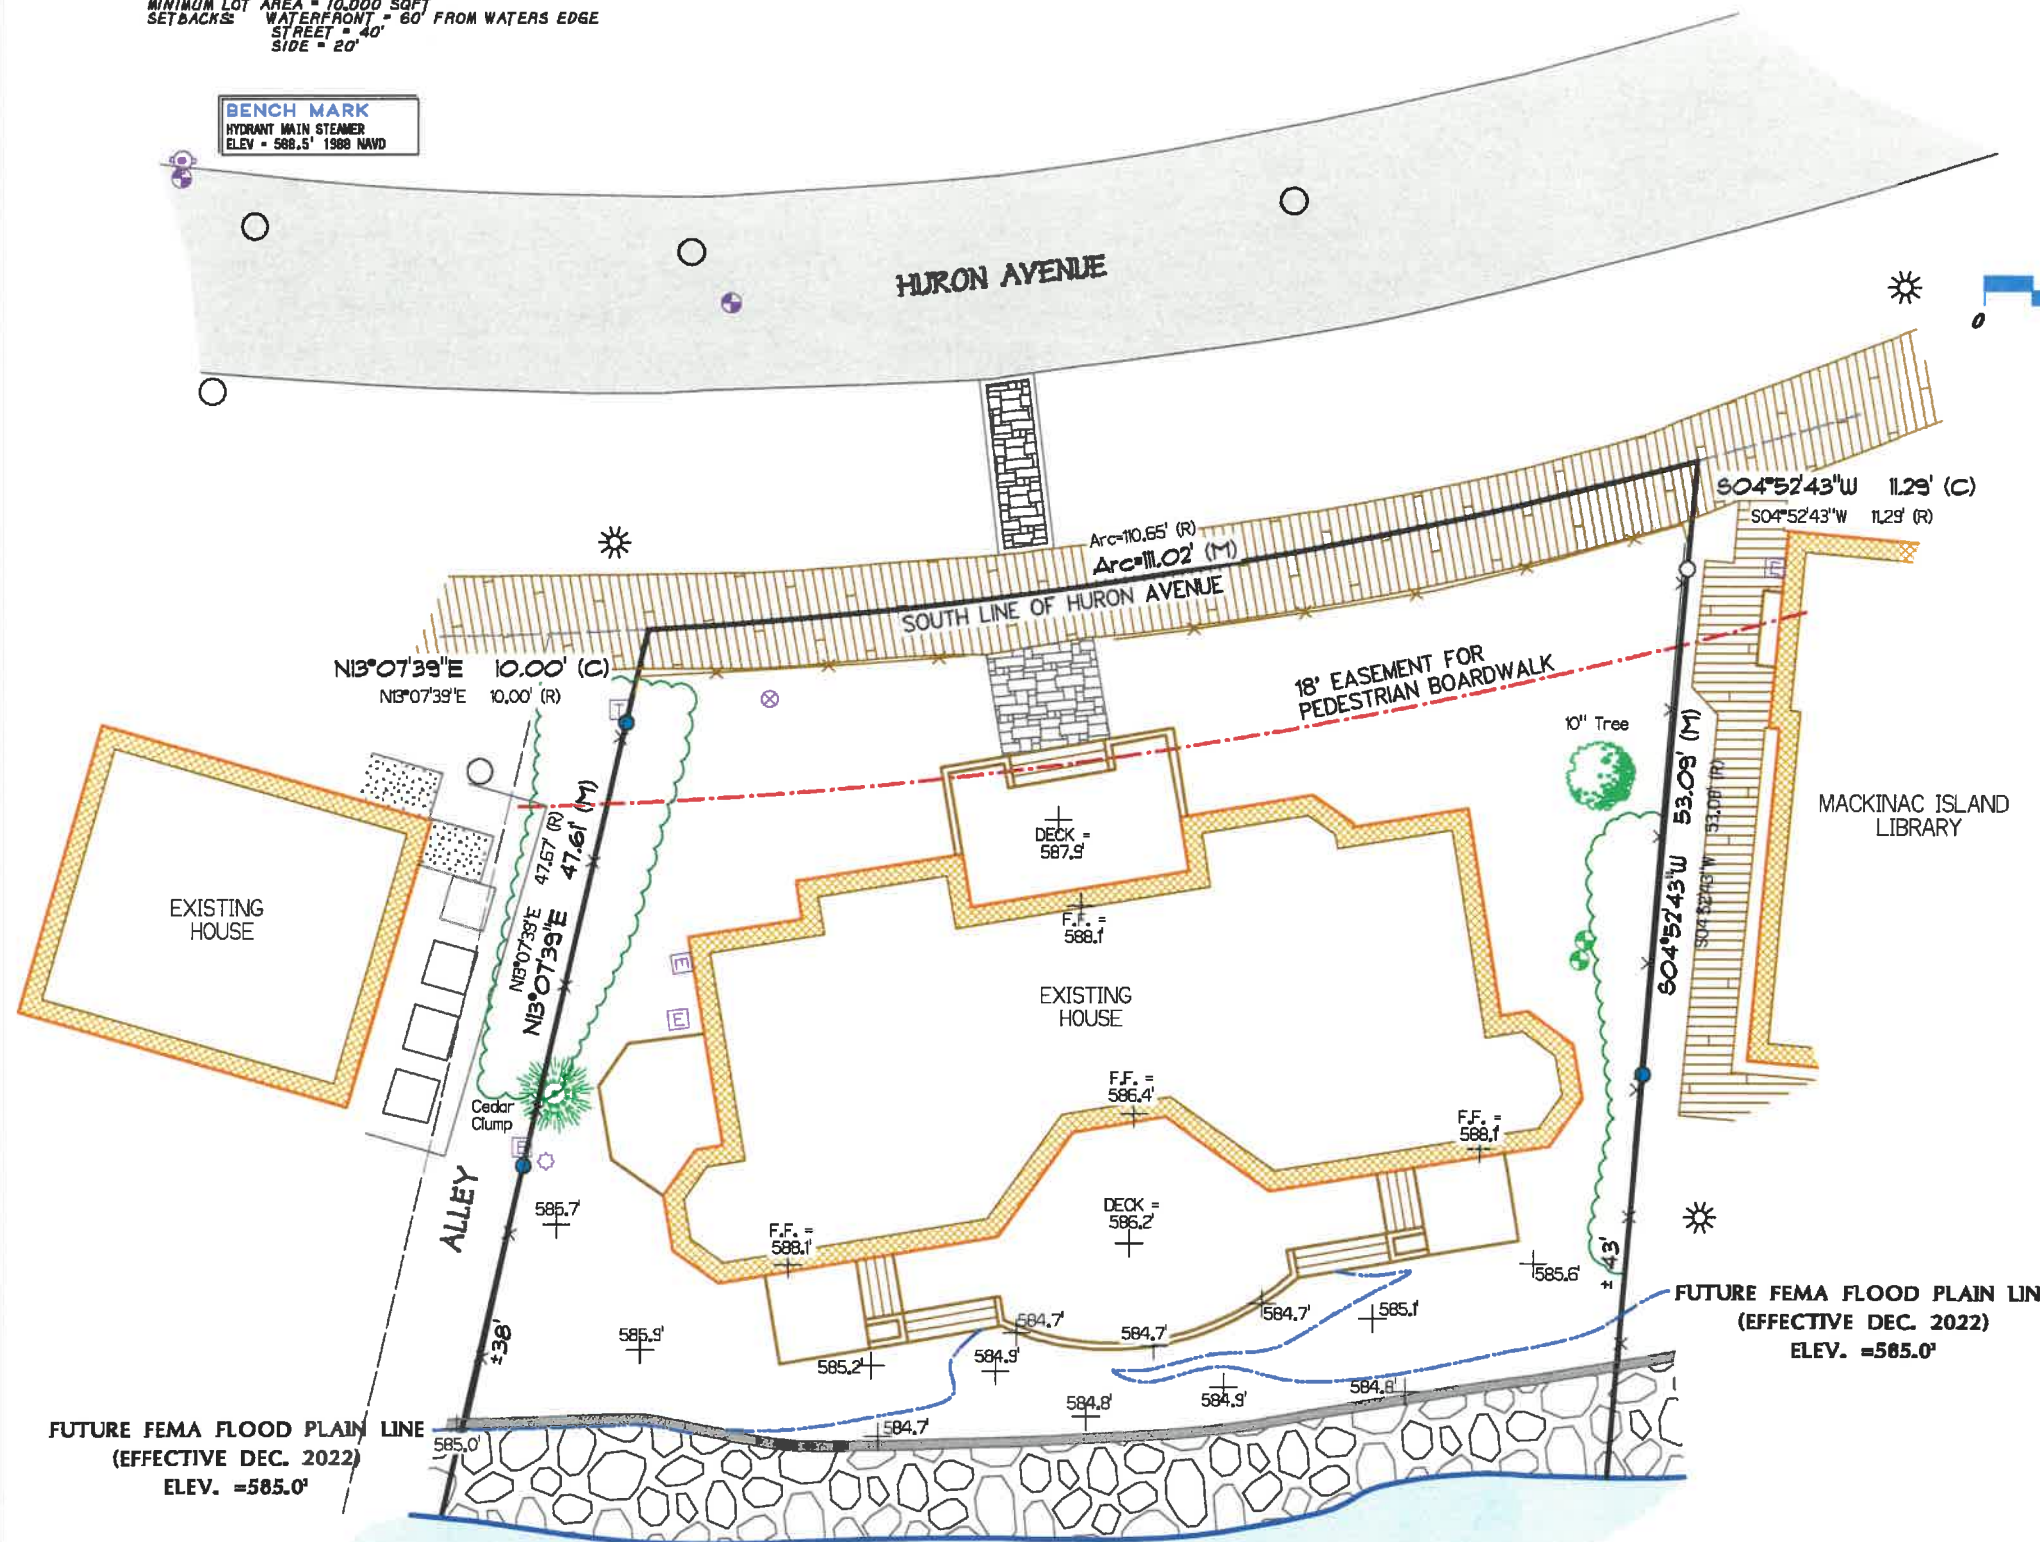 MINIMUM LOT AREA = 10,000 SQFT
SETBACKS: WATERFRONT = 60' FROM WATERS EDGE
STREET = 40'
SIDE = 20'
BENCH MARK
HYDRANT MAIN STEAMER
ELEV = 588.5' 1988 NAVD
HURON AVENUE
0
S04°52'43"W 11.29' (C)
S04°52'43"W 11.29' (R)
Arc=110.65' (R)
Arc=111.02' (M)
SOUTH LINE OF HURON AVENUE
N13°07'39"E 10.00' (C)
N13°07'39"E 10.00' (R)
T
E
18' EASEMENT FOR
PEDESTRIAN BOARDWALK
10" Tree
MACKINAC ISLAND
LIBRARY
S04°52'43"W 53.09' (M)
S04°52'43"W 53.09' (R)
N13°07'39"E 47.67' (R)
N13°07'39"E 47.61' (M)
EXISTING
HOUSE
DECK =
587.9'
F.F. =
588.1'
E
E
EXISTING
HOUSE
F.F. =
586.4'
F.F. =
588.1'
Cedar
Clump
E
ALLEY
585.7'
DECK =
586.2'
F.F. =
588.1'
±43'
585.6'
±38'
585.9'
585.2'
584.7'
584.9'
584.7'
584.7'
585.1'
FUTURE FEMA FLOOD PLAIN LIN
(EFFECTIVE DEC. 2022)
ELEV. =585.0'
584.8'
584.9'
584.8'
584.7'
585.0'
FUTURE FEMA FLOOD PLAIN LINE
(EFFECTIVE DEC. 2022)
ELEV. =585.0'